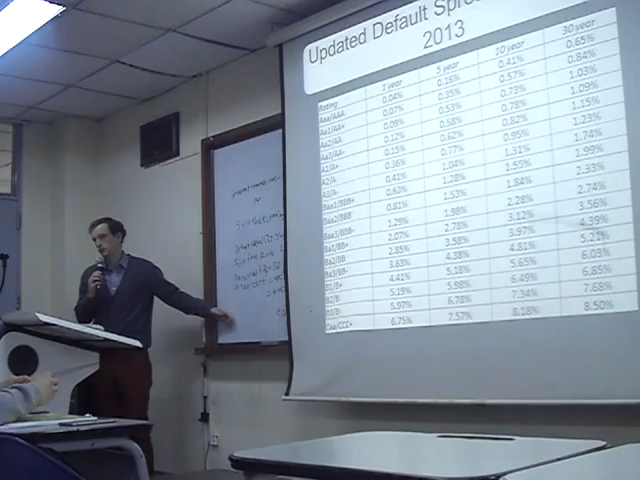 Updated Default Spre
2013
Rating 1 year 5 year 10 year 30 year
Aaa/AAA 0.04% 0.16% 0.41% 0.65%
Aa1/AA+ 0.07% 0.35% 0.57% 0.84%
Aa2/AA 0.09% 0.53% 0.73% 1.03%
Aa3/AA- 0.12% 0.58% 0.78% 1.09%
A1/A+ 0.15% 0.62% 0.82% 1.15%
A2/A 0.36% 0.77% 0.95% 1.23%
A3/A- 0.41% 1.04% 1.31% 1.74%
Baa1/BBB+ 0.63% 1.28% 1.55% 1.99%
Baa2/BBB 0.81% 1.53% 1.84% 2.33%
Baa3/BBB- 1.29% 1.98% 2.28% 2.74%
Ba1/BB+ 2.07% 2.78% 3.12% 3.56%
Ba2/BB 2.85% 3.58% 3.97% 4.39%
Ba3/BB- 3.63% 4.38% 4.81% 5.21%
B1/B+ 4.41% 5.18% 5.65% 6.03%
B2/B 5.19% 5.98% 6.49% 6.85%
B3/B- 5.97% 6.78% 7.34% 7.68%
Caa/CCC+ 6.75% 7.57% 8.18% 8.50%